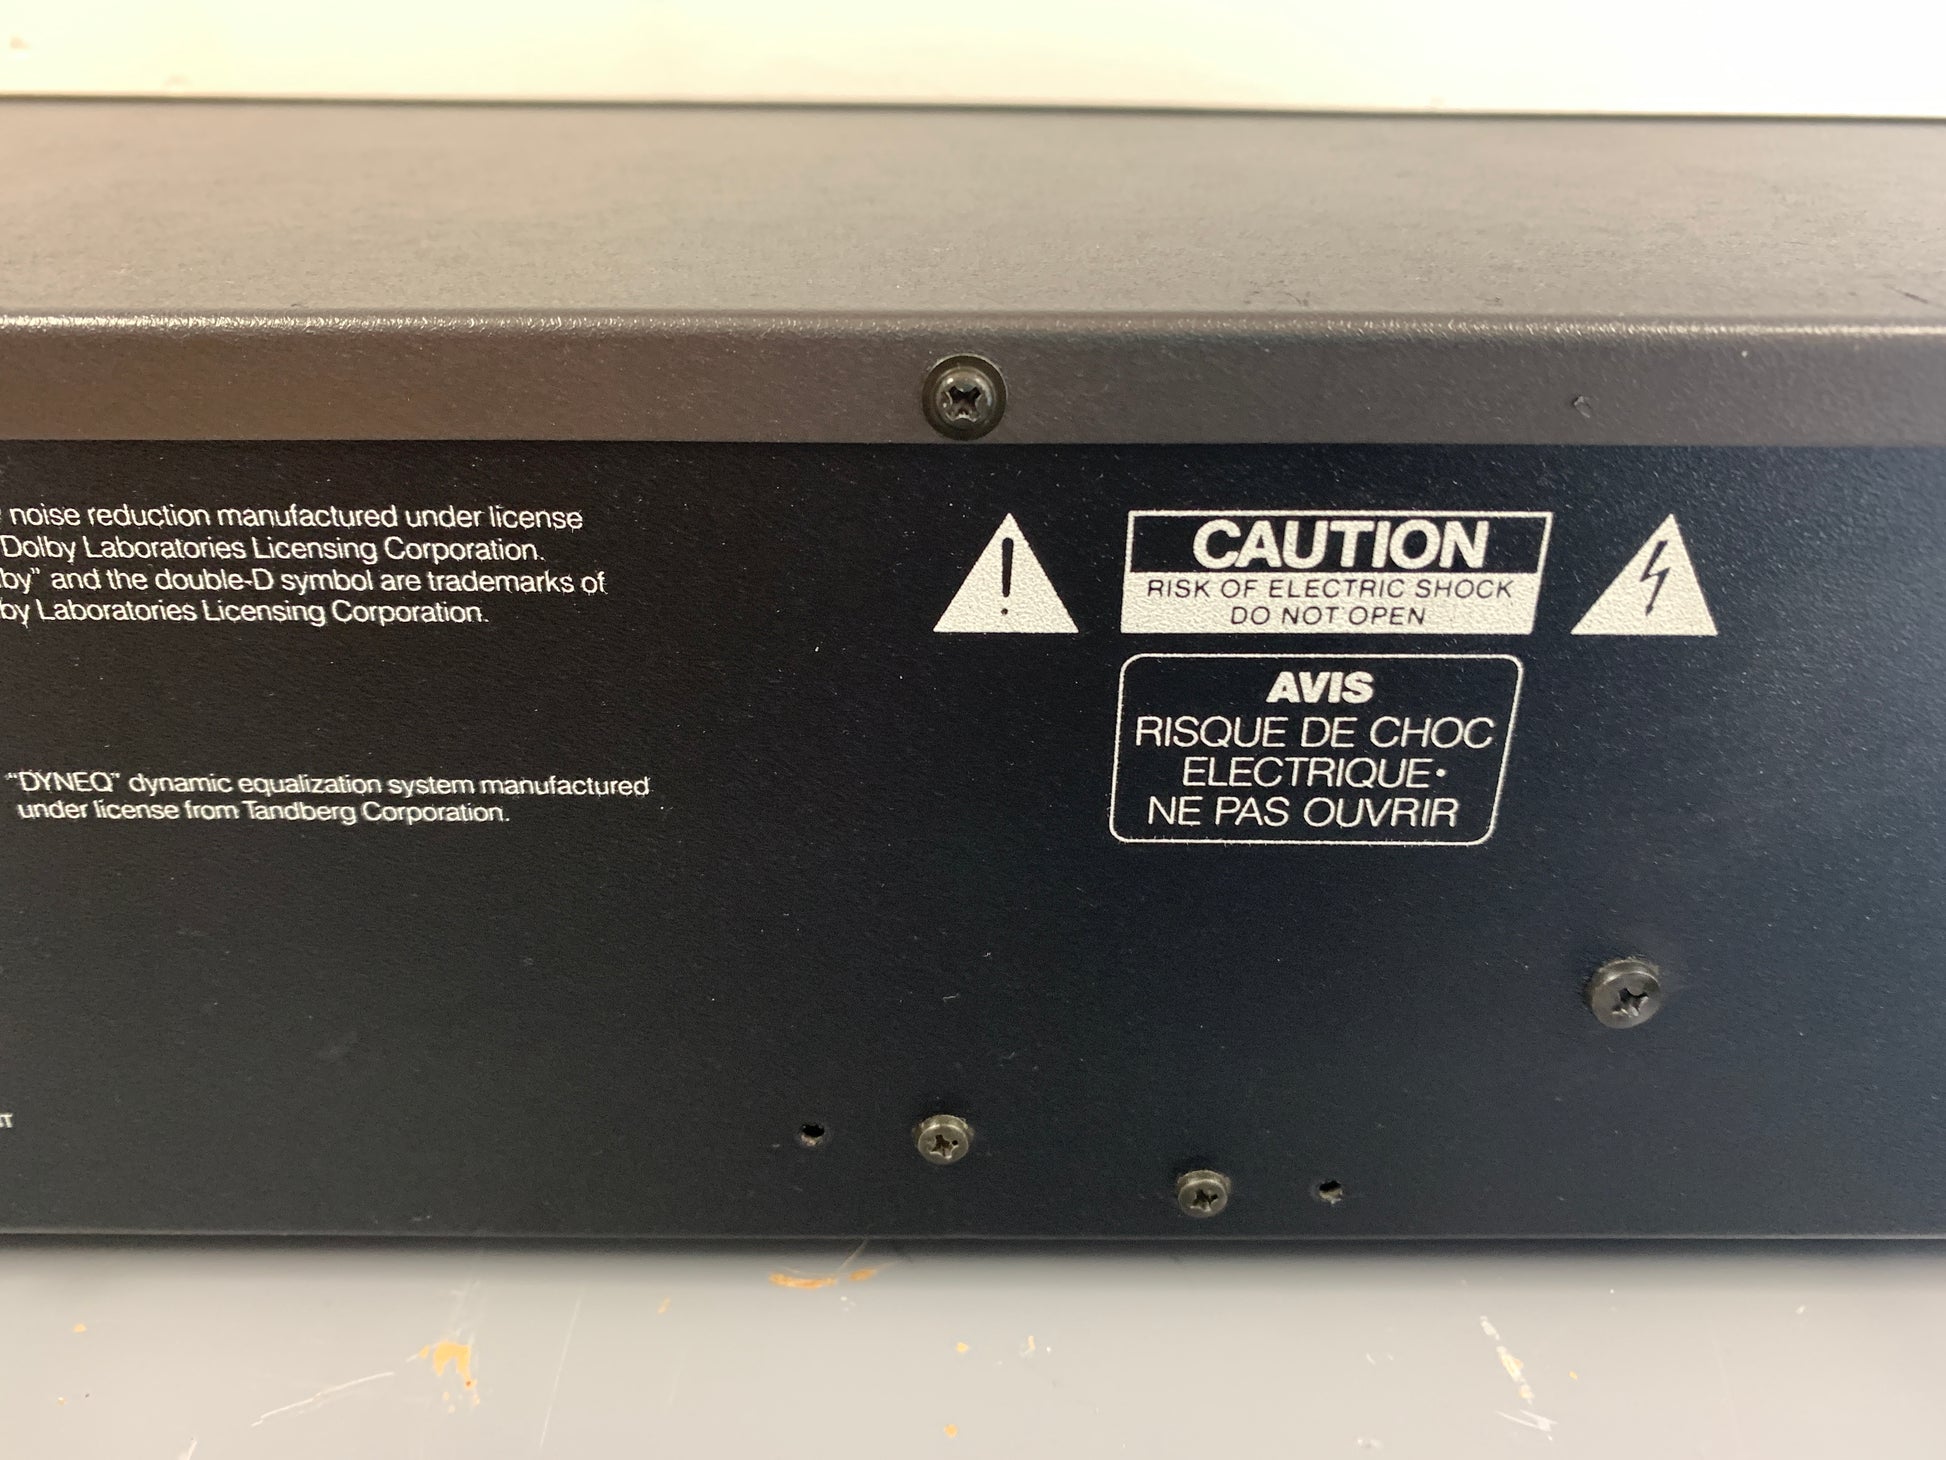 noise reduction manufactured under license
Dolby Laboratories Licensing Corporation.
by" and the double-D symbol are trademarks of
by Laboratories Licensing Corporation.
"DYNEQ" dynamic equalization system manufactured
under license from Tandberg Corporation.
CAUTION
RISK OF ELECTRIC SHOCK
DO NOT OPEN
AVIS
RISQUE DE CHOC
ELECTRIQUE•
NE PAS OUVRIR